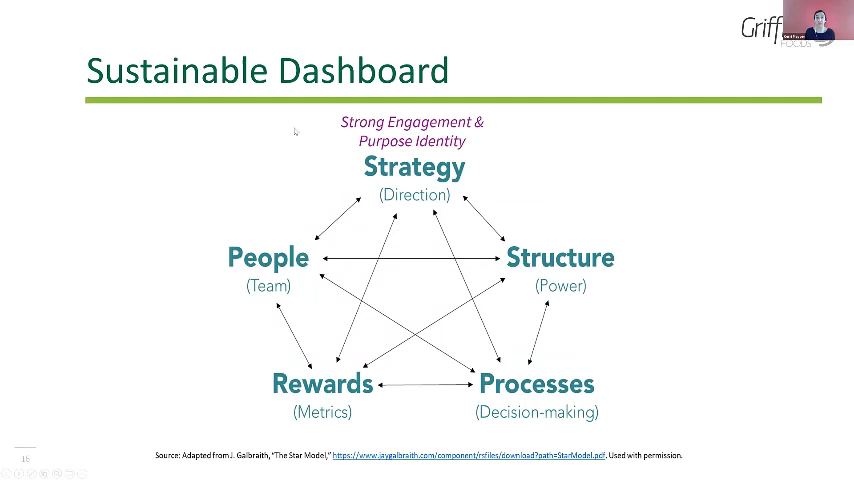 Griff
FOODS
Sustainable Dashboard
Strong Engagement &
Purpose Identity
Strategy
(Direction)
People
(Team)
Structure
(Power)
Rewards
(Metrics)
Processes
(Decision-making)
Source: Adapted from J. Galbraith, “The Star Model,” https://www.jaygalbraith.com/component/rsfiles/download?path=StarModel.pdf. Used with permission.